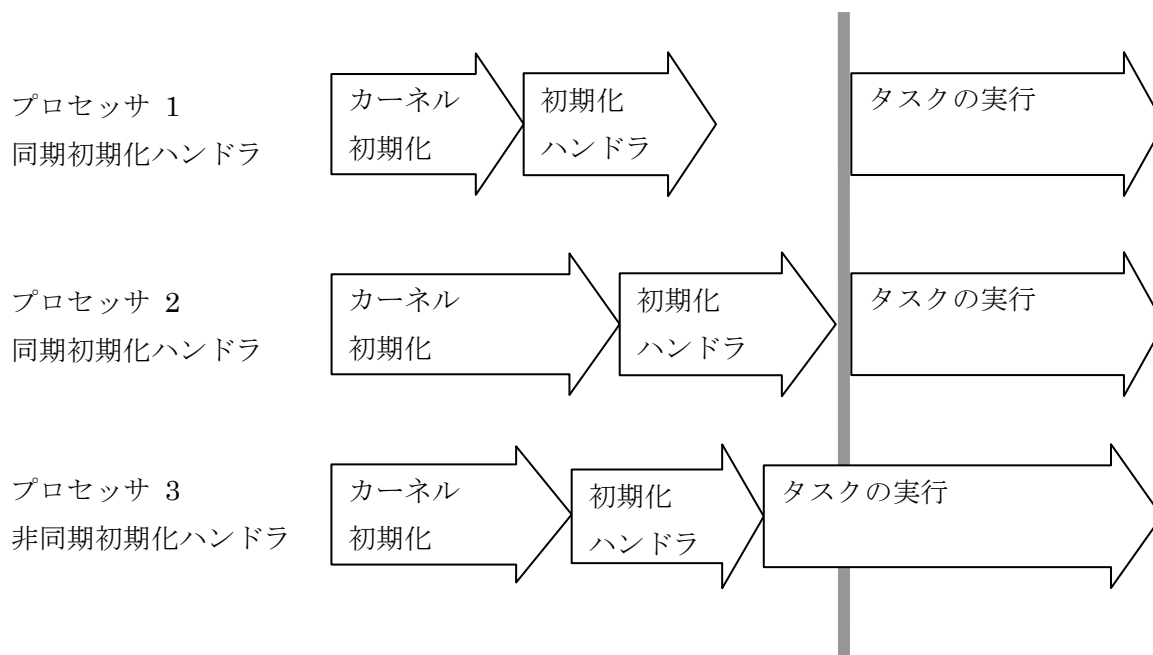 プロセッサ 1
同期初期化ハンドラ
カーネル
初期化
初期化
ハンドラ
タスクの実行
プロセッサ 2
同期初期化ハンドラ
カーネル
初期化
初期化
ハンドラ
タスクの実行
プロセッサ 3
非同期初期化ハンドラ
カーネル
初期化
初期化
ハンドラ
タスクの実行